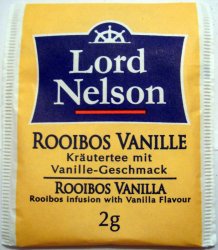 Lord
Nelson
ROOIBOS VANILLE
Kräutertee mit
Vanille-Geschmack
ROOIBOS VANILLA
Rooibos infusion with Vanilla Flavour
2g